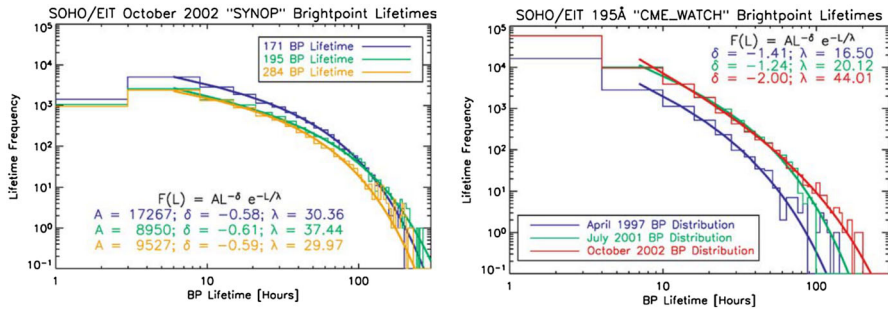 SOHO/EIT October 2002 "SYNOP" Brightpoint Lifetimes
171 BP Lifetime
195 BP Lifetime
284 BP Lifetime
F(L) = AL^-δ e^-L/λ
A = 17267; δ = -0.58; λ = 30.36
A = 8950; δ = -0.61; λ = 37.44
A = 9527; δ = -0.59; λ = 29.97
Lifetime Frequency
10^5
10^4
10^3
10^2
10^1
10^0
10^-1
1
10
100
BP Lifetime [Hours]
SOHO/EIT 195Å "CME_WATCH" Brightpoint Lifetimes
F(L) = AL^-δ e^-L/λ
δ = -1.41; λ = 16.50
δ = -1.24; λ = 20.12
δ = -2.00; λ = 44.01
April 1997 BP Distribution
July 2001 BP Distribution
October 2002 BP Distribution
Lifetime Frequency
10^5
10^4
10^3
10^2
10^1
10^0
10^-1
1
10
100
BP Lifetime [Hours]